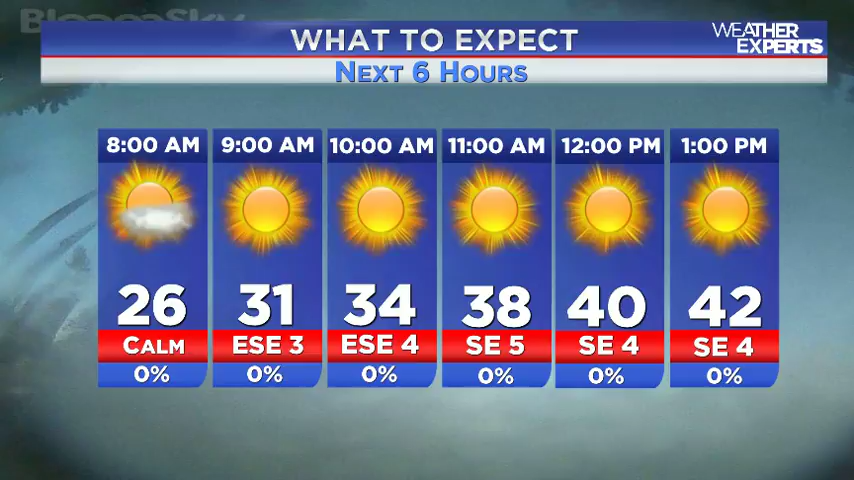 BloomSky
WHAT TO EXPECT
WEATHER
EXPERTS
NEXT 6 HOURS
8:00 AM 9:00 AM 10:00 AM 11:00 AM 12:00 PM 1:00 PM
26 31 34 38 40 42
CALM ESE 3 ESE 4 SE 5 SE 4 SE 4
0% 0% 0% 0% 0% 0%